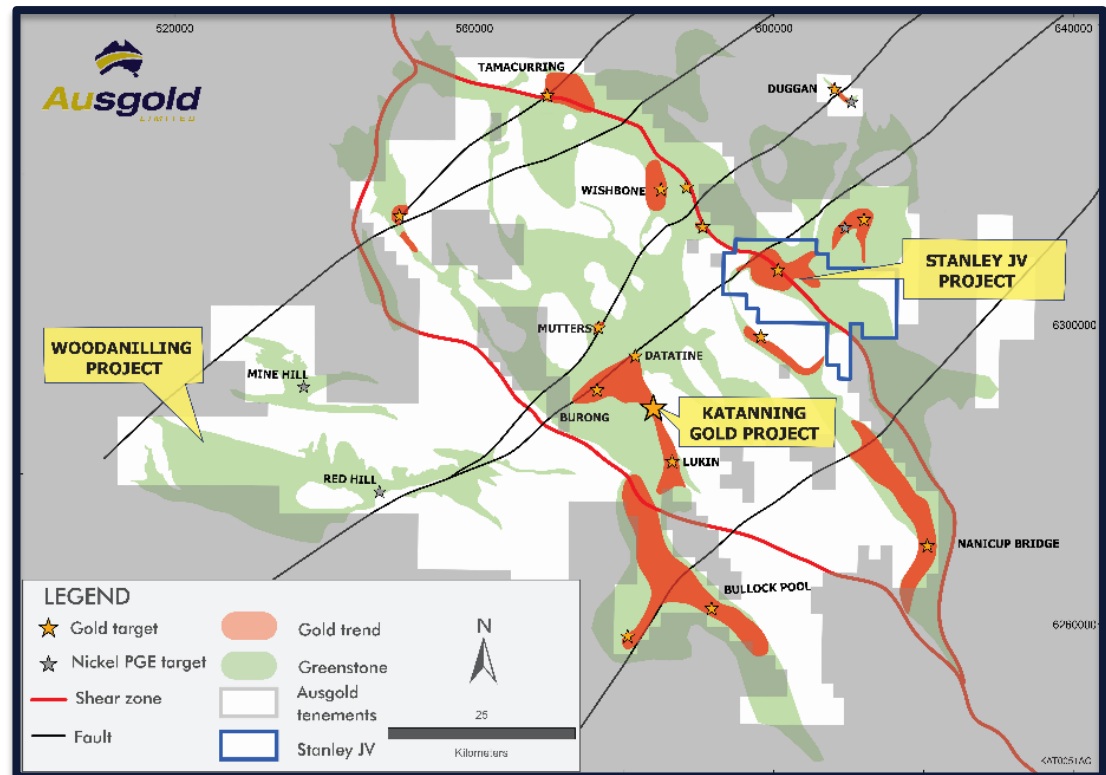 520000
560000
600000
640000
Ausgold
LIMITED
TAMACURRING
DUGGAN
WISHBONE
STANLEY JV
PROJECT
MUTTERS
6300000
WOODANILLING
PROJECT
DATATINE
MINE HILL
BURONG
KATANNING
GOLD PROJECT
LUKIN
RED HILL
NANICUP BRIDGE
BULLOCK POOL
6260000
LEGEND
Gold target
Nickel PGE target
Shear zone
Fault
Gold trend
Greenstone
Ausgold
tenements
Stanley JV
N
25
Kilometers
KAT0051AG